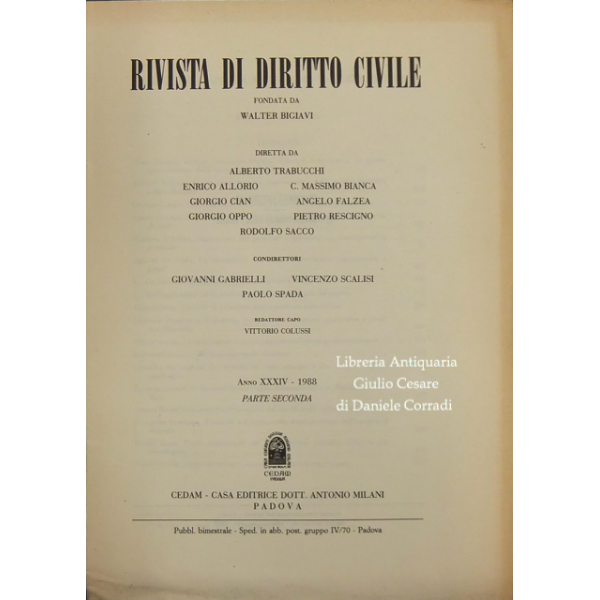 RIVISTA DI DIRITTO CIVILE
FONDATA DA
WALTER BIGIAVI
DIRETTA DA
ALBERTO TRABUCCHI
ENRICO ALLORIO C. MASSIMO BIANCA
GIORGIO CIAN ANGELO FALZEA
GIORGIO OPPO PIETRO RESCIGNO
RODOLFO SACCO
CONDIRETTORI
GIOVANNI GABRIELLI VINCENZO SCALISI
PAOLO SPADA
REDATTORE CAPO
VITTORIO COLUSSI
Libreria Antiquaria
Giulio Cesare
di Daniele Corradi
ANNO XXXIV - 1988
PARTE SECONDA
CEDAM
CEDAM - CASA EDITRICE DOTT. ANTONIO MILANI
PADOVA
Pubbl. bimestrale - Sped. in abb. post. gruppo IV/70 - Padova